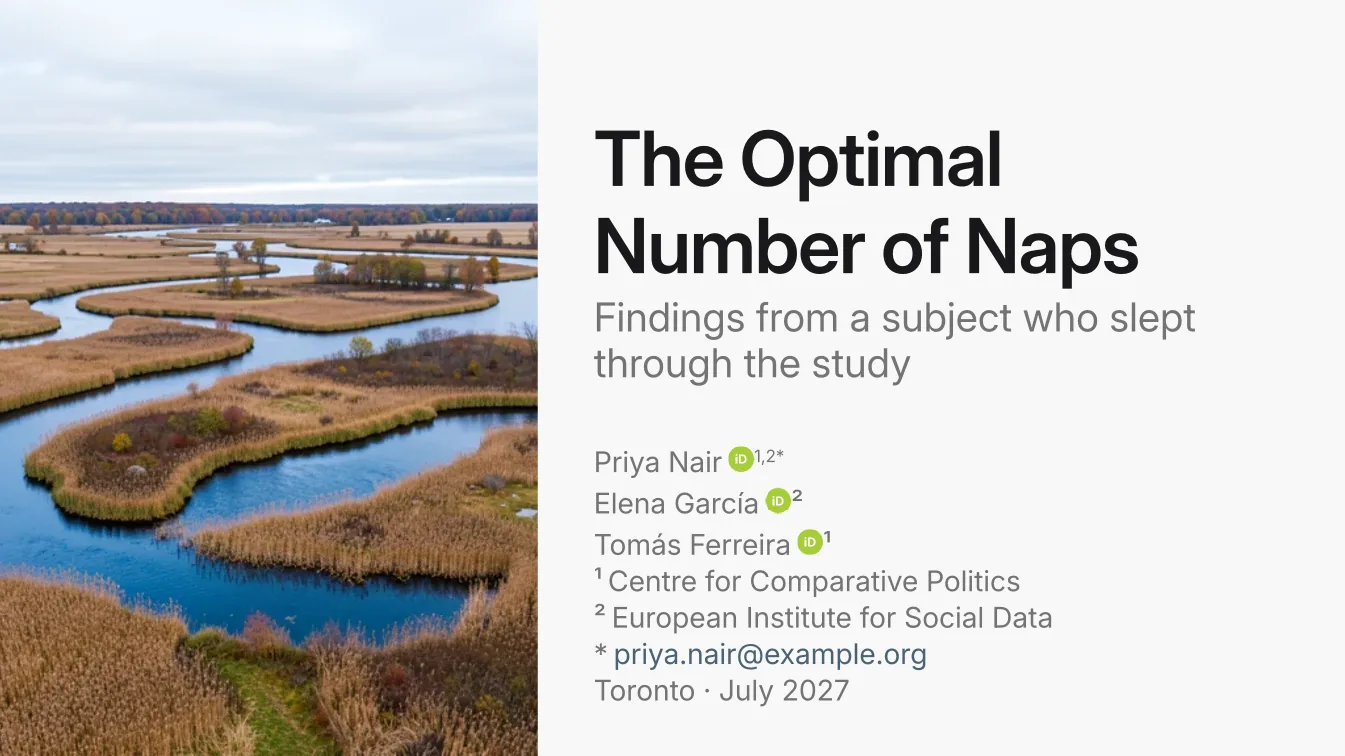 The Optimal
Number of Naps
Findings from a subject who slept
through the study
Priya Nair iD 1,2*
Elena García iD ²
Tomás Ferreira iD ¹
¹ Centre for Comparative Politics
² European Institute for Social Data
* priya.nair@example.org
Toronto · July 2027